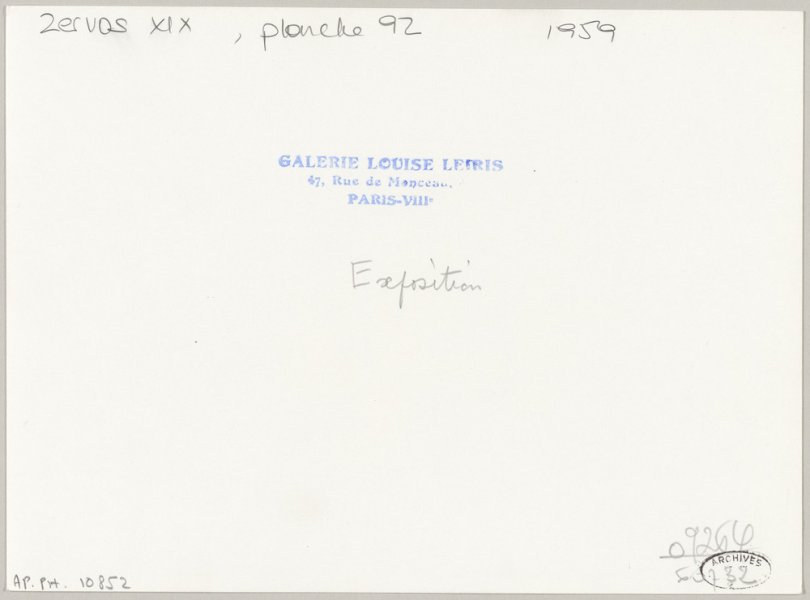 Zervos XIX , planche 92 1959
GALERIE LOUISE LEIRIS
47, Rue de Monceau,
PARIS-VIIIe
Exposition
09264
ARCHIVES
AP. PH. 10852